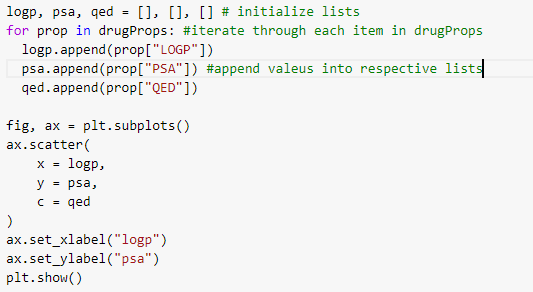 logp, psa, qed = [], [], [] # initialize lists
for prop in drugProps: #iterate through each item in drugProps
  logp.append(prop["LOGP"])
  psa.append(prop["PSA"]) #append valeus into respective lists
  qed.append(prop["QED"])

fig, ax = plt.subplots()
ax.scatter(
    x = logp,
    y = psa,
    c = qed
)
ax.set_xlabel("logp")
ax.set_ylabel("psa")
plt.show()